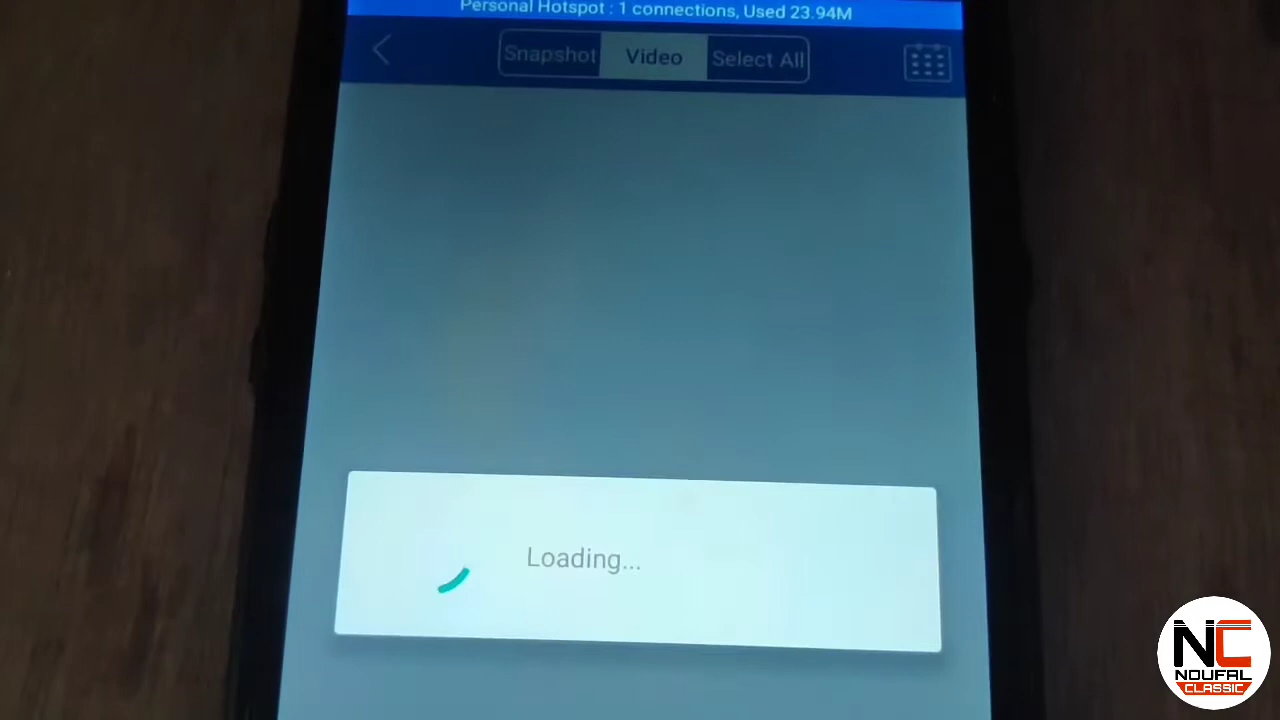 Personal Hotspot : 1 connections, Used 23.94M
Snapshot Video Select All
Loading...
NC
NOUFAL
CLASSIC